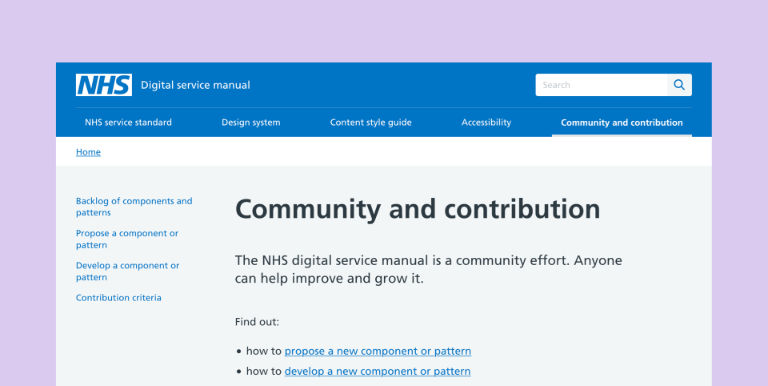 NHS Digital service manual
Search
NHS service standard Design system Content style guide Accessibility Community and contribution
Home
Backlog of components and
patterns
Propose a component or
pattern
Develop a component or
pattern
Contribution criteria
Community and contribution
The NHS digital service manual is a community effort. Anyone
can help improve and grow it.
Find out:
• how to propose a new component or pattern
• how to develop a new component or pattern